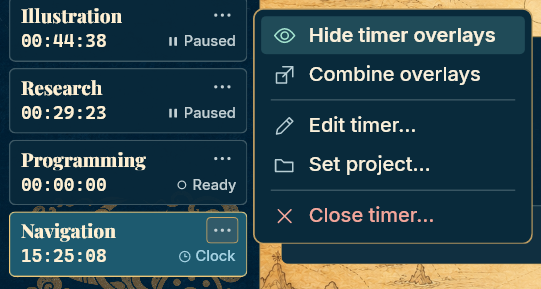 Illustration
00:44:38
Paused
Research
00:29:23
Paused
Programming
00:00:00
Ready
Navigation
15:25:08
Clock
Hide timer overlays
Combine overlays
Edit timer...
Set project...
Close timer...